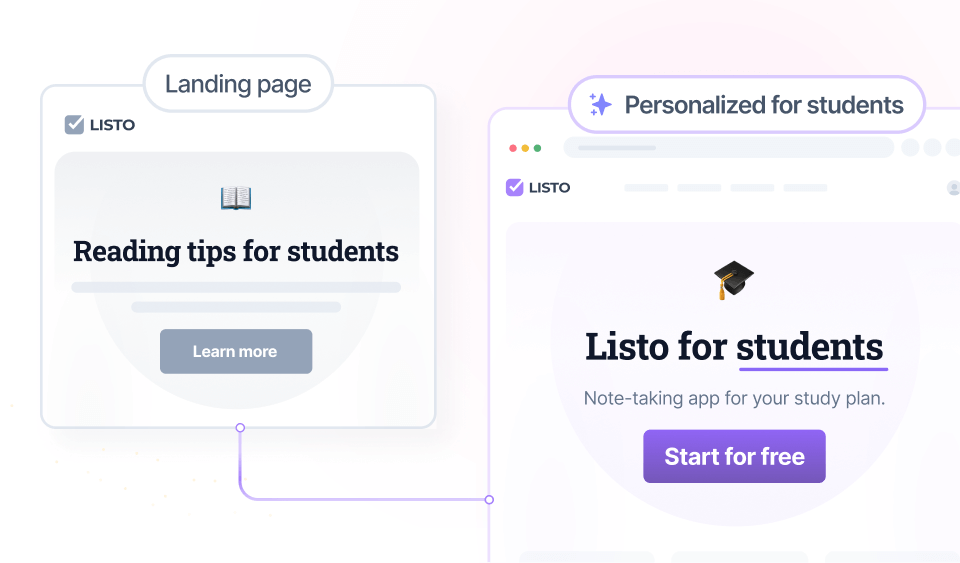 Landing page
LISTO
Reading tips for students
Learn more
Personalized for students
LISTO
Listo for students
Note-taking app for your study plan.
Start for free